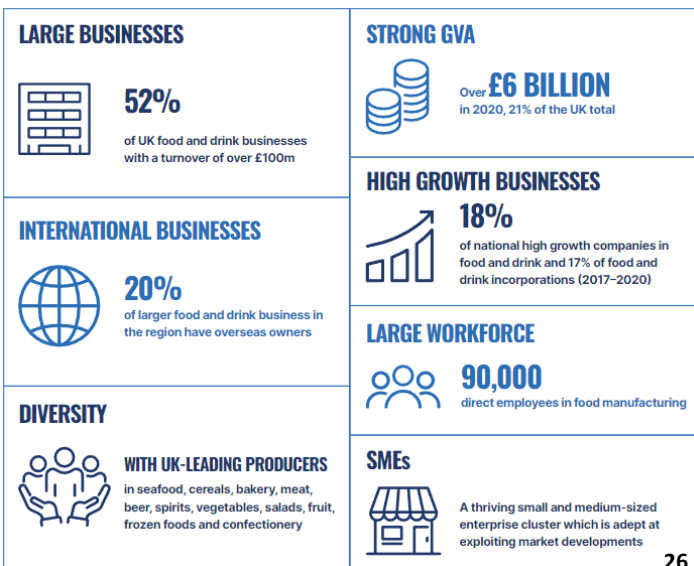 LARGE BUSINESSES
52%
of UK food and drink businesses
with a turnover of over £100m
INTERNATIONAL BUSINESSES
20%
of larger food and drink business in
the region have overseas owners
DIVERSITY
WITH UK-LEADING PRODUCERS
in seafood, cereals, bakery, meat,
beer, spirits, vegetables, salads, fruit,
frozen foods and confectionery
STRONG GVA
Over £6 BILLION
in 2020, 21% of the UK total
HIGH GROWTH BUSINESSES
18%
of national high growth companies in
food and drink and 17% of food and
drink incorporations (2017–2020)
LARGE WORKFORCE
90,000
direct employees in food manufacturing
SMEs
A thriving small and medium-sized
enterprise cluster which is adept at
exploiting market developments
26